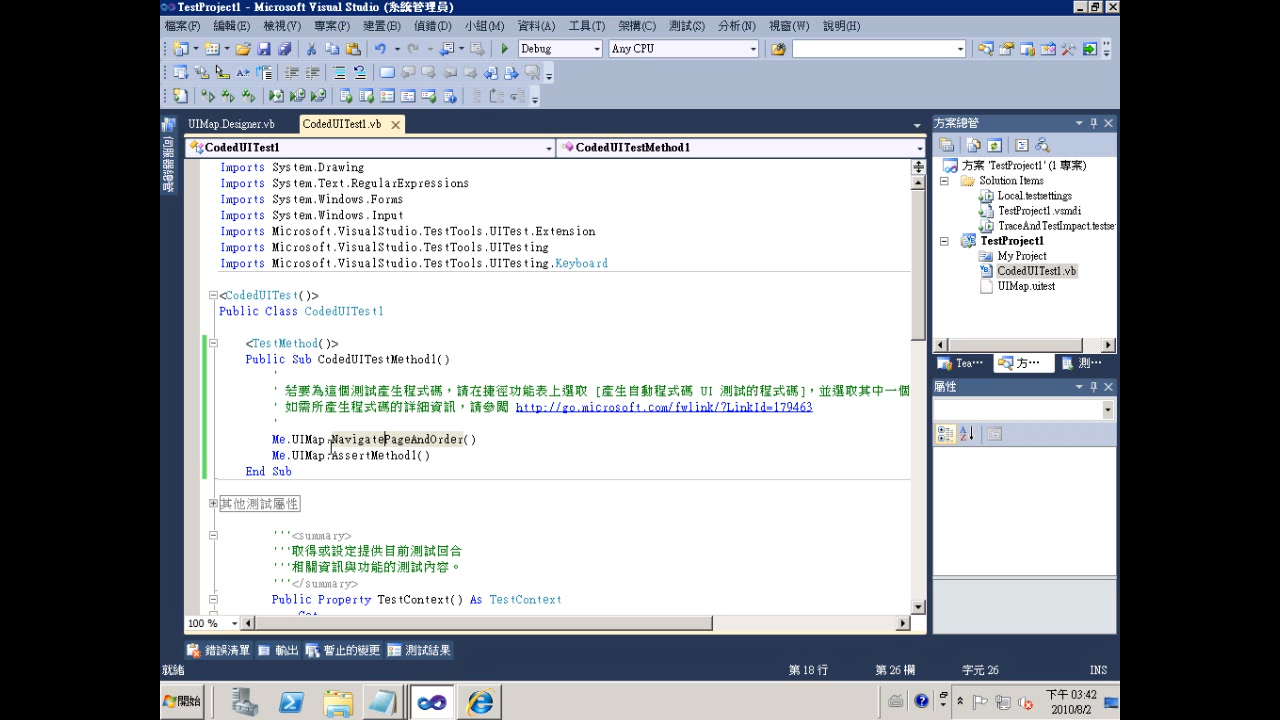 TestProject1 - Microsoft Visual Studio (系統管理員)
檔案(F) 編輯(E) 檢視(V) 專案(P) 建置(B) 偵錯(D) 小組(M) 資料(A) 工具(T) 架構(C) 測試(S) 分析(N) 視窗(W) 說明(H)
Debug Any CPU
UIMap.Designer.vb CodedUITest1.vb
CodedUITest1 CodedUITestMethod1
Imports System.Drawing
Imports System.Text.RegularExpressions
Imports System.Windows.Forms
Imports System.Windows.Input
Imports Microsoft.VisualStudio.TestTools.UITest.Extension
Imports Microsoft.VisualStudio.TestTools.UITesting
Imports Microsoft.VisualStudio.TestTools.UITesting.Keyboard
<CodedUITest()>
Public Class CodedUITest1
<TestMethod()>
Public Sub CodedUITestMethod1()
'
' 若要為這個測試產生程式碼，請在捷徑功能表上選取 [產生自動程式碼 UI 測試的程式碼]，並選取其中一個
' 如需所產生程式碼的詳細資訊，請參閱 http://go.microsoft.com/fwlink/?LinkId=179463
'
Me.UIMap.NavigatePageAndOrder()
Me.UIMap.AssertMethod1()
End Sub
其他測試屬性
'''<summary>
'''取得或設定提供目前測試回合
'''相關資訊與功能的測試內容。
'''</summary>
Public Property TestContext() As TestContext
Get
100 %
伺服器總管
方案總管
方案 'TestProject1' (1 專案)
Solution Items
Local.testsettings
TestProject1.vsmdi
TraceAndTestImpact.testse
TestProject1
My Project
CodedUITest1.vb
UIMap.uitest
Tea… 方… 測…
屬性
錯誤清單 輸出 暫止的變更 測試結果
就緒 第 18 行 第 26 欄 字元 26 INS
開始 下午 03:42
2010/8/2